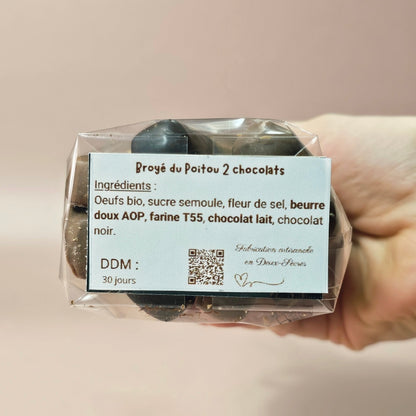 Broyé du Poitou 2 chocolats
Ingrédients :
Oeufs bio, sucre semoule, fleur de sel, beurre
doux AOP, farine T55, chocolat lait, chocolat
noir.
Fabrication artisanale
en Deux-Sèvres
DDM :
30 jours